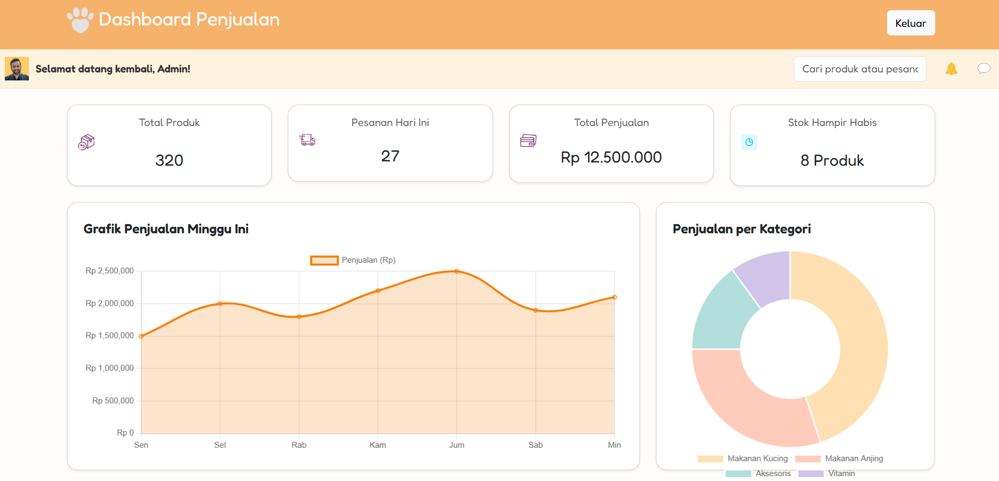 Dashboard Penjualan
Keluar
Selamat datang kembali, Admin!
Cari produk atau pesana
Total Produk
320
Pesanan Hari Ini
27
Total Penjualan
Rp 12.500.000
Stok Hampir Habis
8 Produk
Grafik Penjualan Minggu Ini
Penjualan (Rp)
Rp 2,500,000
Rp 2,000,000
Rp 1,500,000
Rp 1,000,000
Rp 500,000
Rp 0
Sen Sel Rab Kam Jum Sab Min
Penjualan per Kategori
Makanan Kucing Makanan Anjing
Aksesoris Vitamin